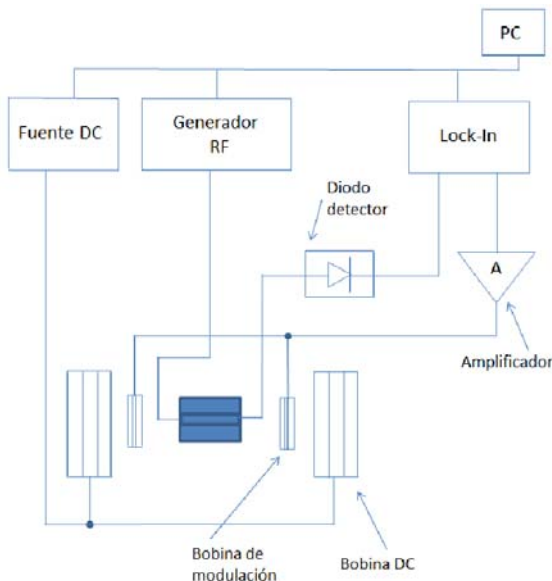 PC
Fuente DC
Generador
RF
Lock-In
Diodo
detector
A
Amplificador
Bobina de
modulación
Bobina DC